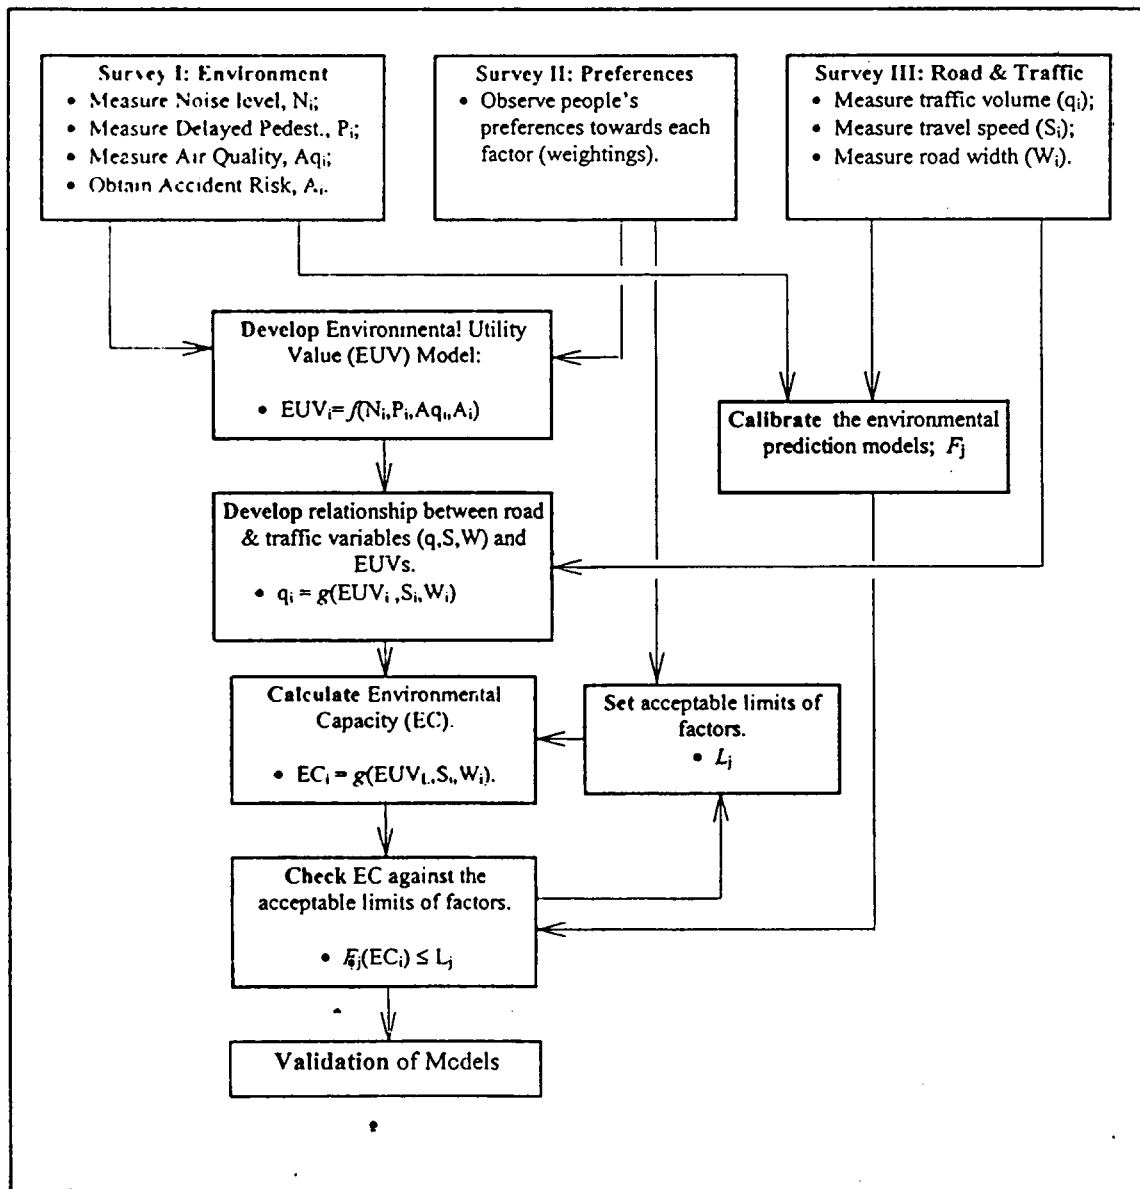 Survey I: Environment
• Measure Noise level, Nᵢ;
• Measure Delayed Pedest., Pᵢ;
• Measure Air Quality, Aqᵢ;
• Obtain Accident Risk, Aᵢ.
Survey II: Preferences
• Observe people's
preferences towards each
factor (weightings).
Survey III: Road & Traffic
• Measure traffic volume (qᵢ);
• Measure travel speed (Sᵢ);
• Measure road width (Wᵢ).
Develop Environmental Utility
Value (EUV) Model:
• EUVᵢ= f(Nᵢ,Pᵢ,Aqᵢ,Aᵢ)
Calibrate the environmental
prediction models; Fⱼ
Develop relationship between road
& traffic variables (q,S,W) and
EUVs.
• qᵢ = g(EUVᵢ ,Sᵢ,Wᵢ)
Calculate Environmental
Capacity (EC).
• ECᵢ = g(EUV_L,Sᵢ,Wᵢ).
Set acceptable limits of
factors.
• Lⱼ
Check EC against the
acceptable limits of factors.
• Fⱼ(ECᵢ) ≤ Lⱼ
Validation of Models